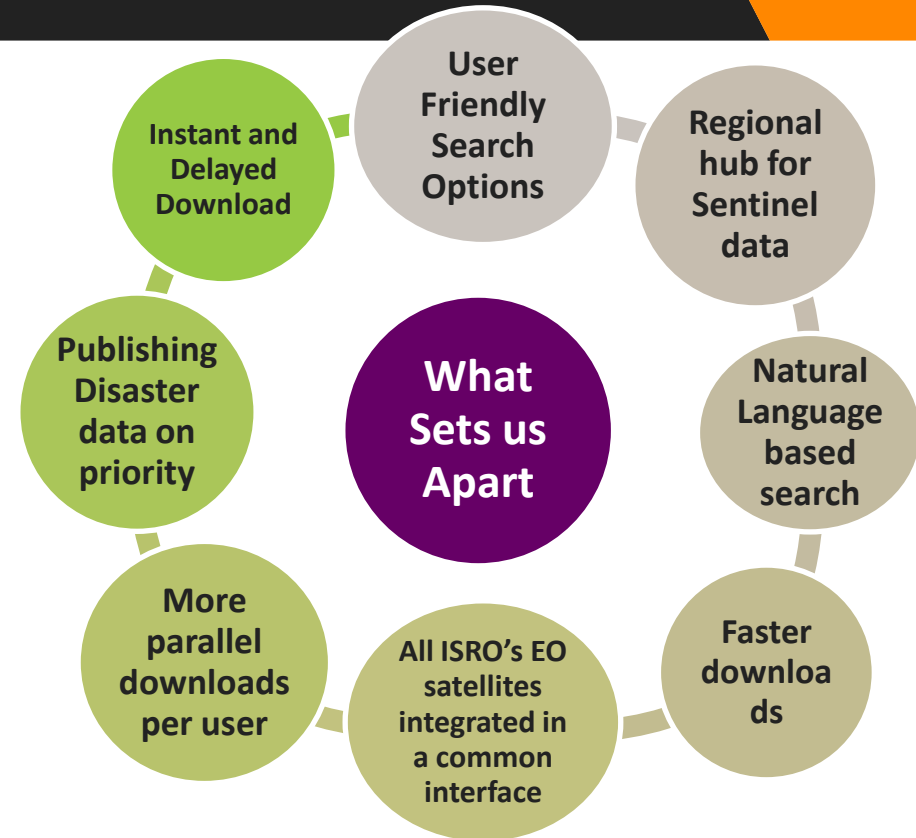 User
Friendly
Search
Options
Regional
hub for
Sentinel
data
Natural
Language
based
search
Faster
downloa
ds
All ISRO's EO
satellites
integrated in
a common
interface
More
parallel
downloads
per user
Publishing
Disaster
data on
priority
Instant and
Delayed
Download
What
Sets us
Apart